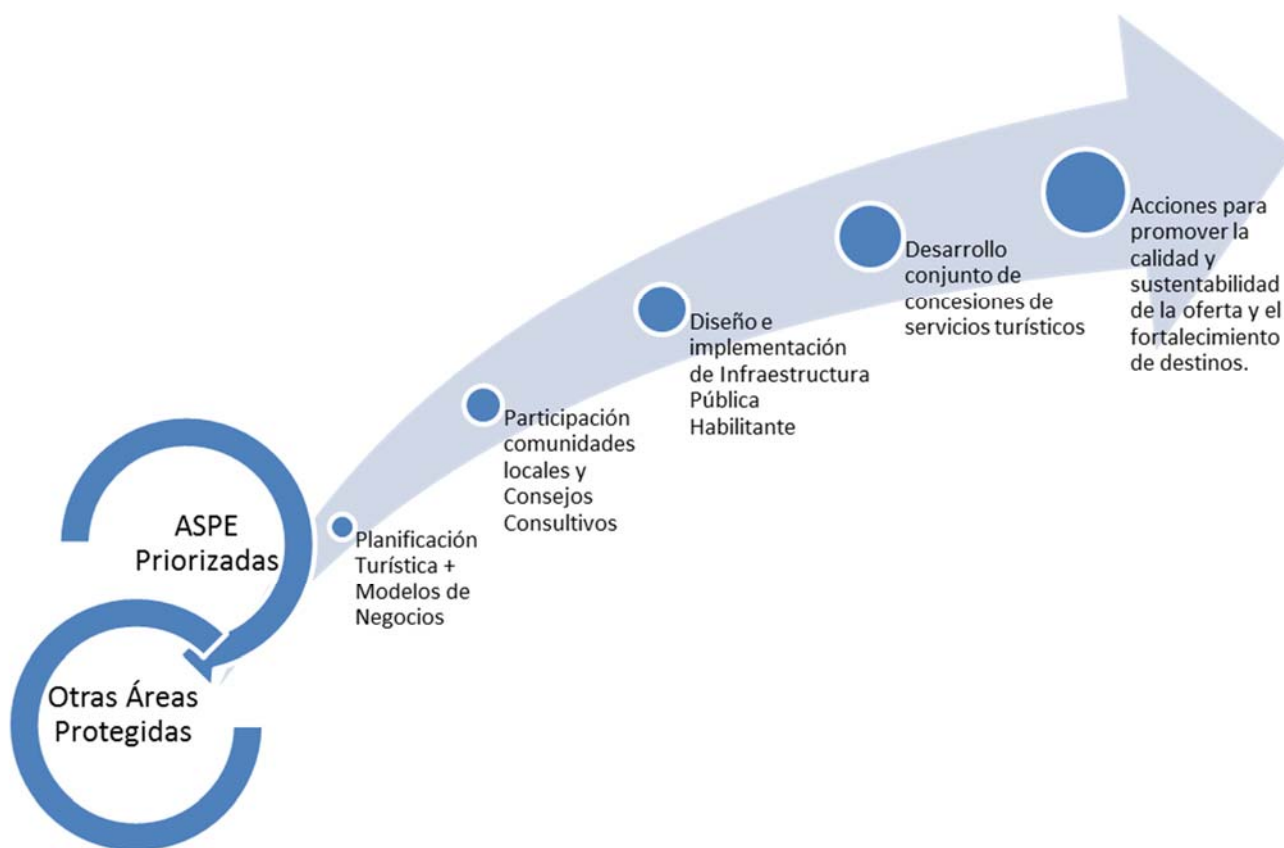 ASPE
Priorizadas
Otras Áreas
Protegidas
Planificación
Turística +
Modelos de
Negocios
Participación
comunidades
locales y
Consejos
Consultivos
Diseño e
implementación
de Infraestructura
Pública
Habilitante
Desarrollo
conjunto de
concesiones de
servicios turísticos
Acciones para
promover la
calidad y
sustentabilidad
de la oferta y el
fortalecimiento
de destinos.